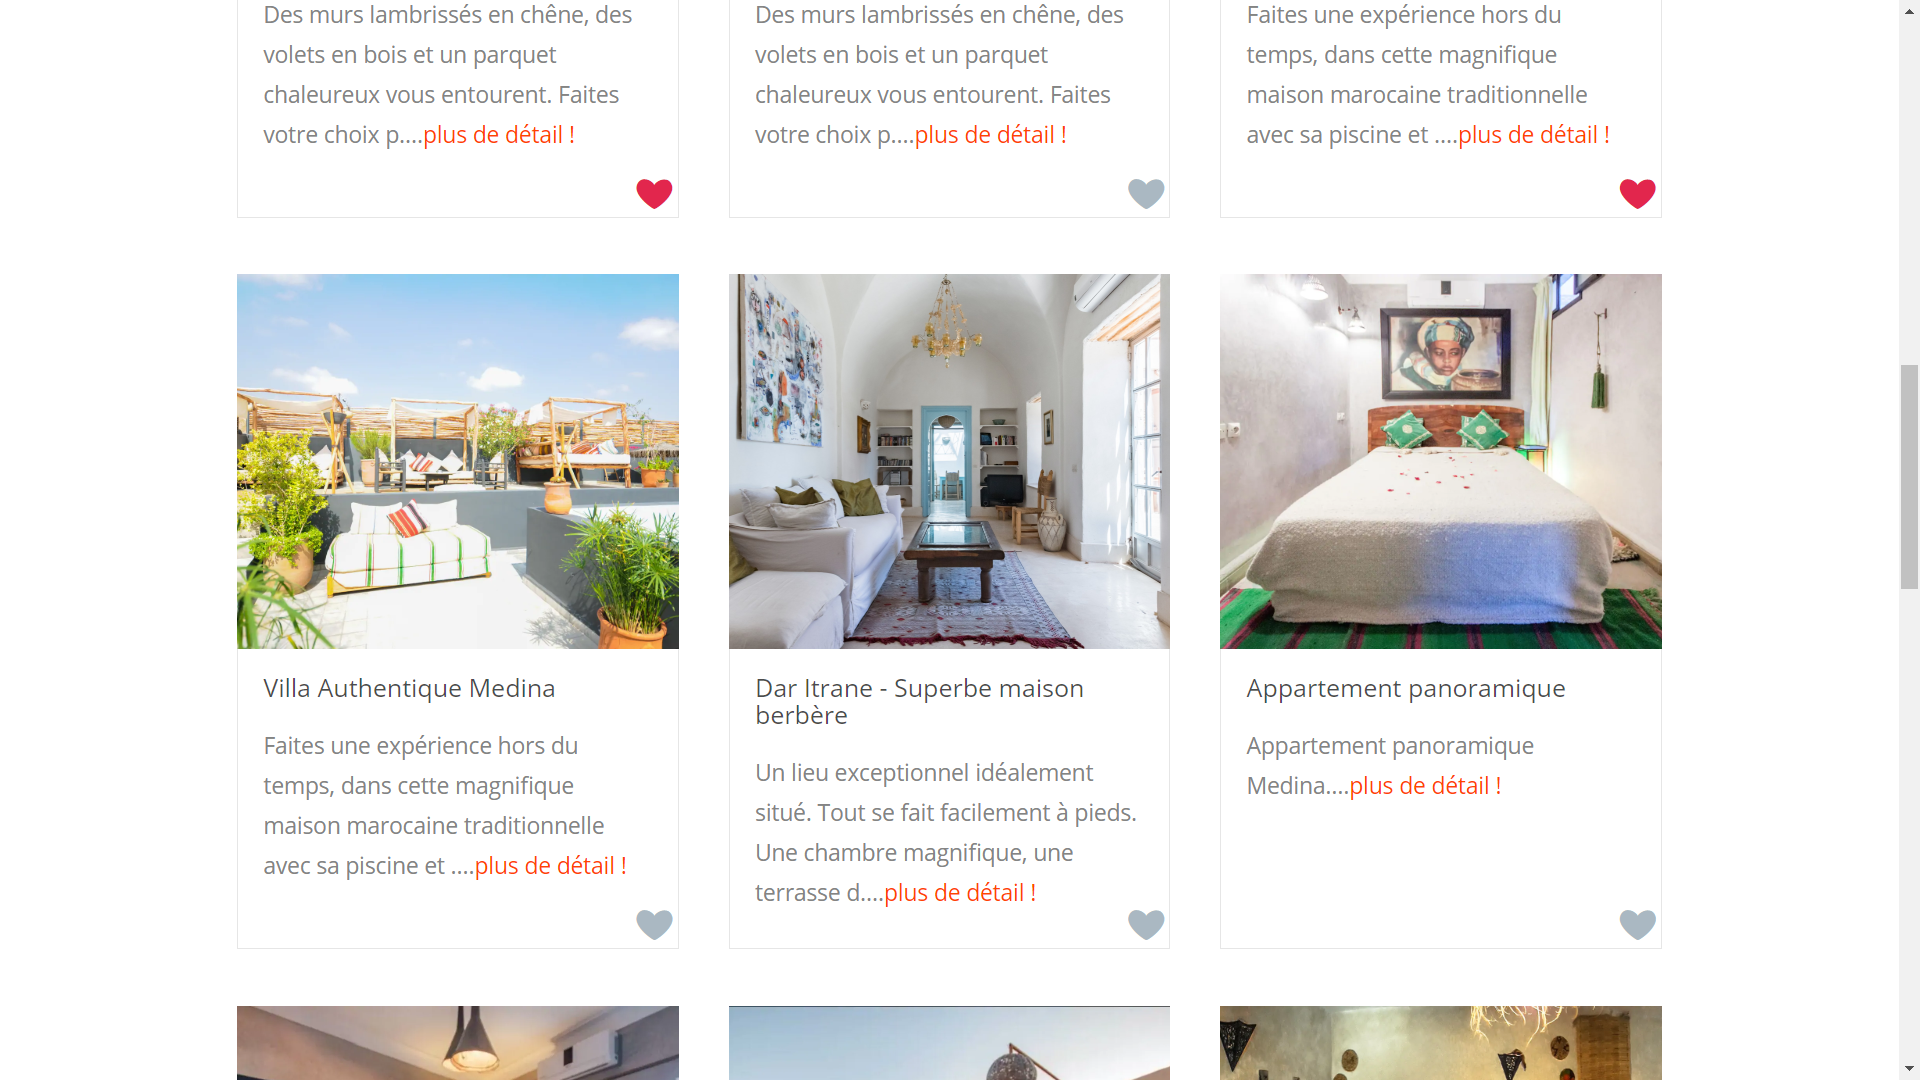 Des murs lambrissés en chêne, des
volets en bois et un parquet
chaleureux vous entourent. Faites
votre choix p....plus de détail !
Des murs lambrissés en chêne, des
volets en bois et un parquet
chaleureux vous entourent. Faites
votre choix p....plus de détail !
Faites une expérience hors du
temps, dans cette magnifique
maison marocaine traditionnelle
avec sa piscine et ....plus de détail !
Villa Authentique Medina
Faites une expérience hors du
temps, dans cette magnifique
maison marocaine traditionnelle
avec sa piscine et ....plus de détail !
Dar Itrane - Superbe maison
berbère
Un lieu exceptionnel idéalement
situé. Tout se fait facilement à pieds.
Une chambre magnifique, une
terrasse d....plus de détail !
Appartement panoramique
Appartement panoramique
Medina....plus de détail !